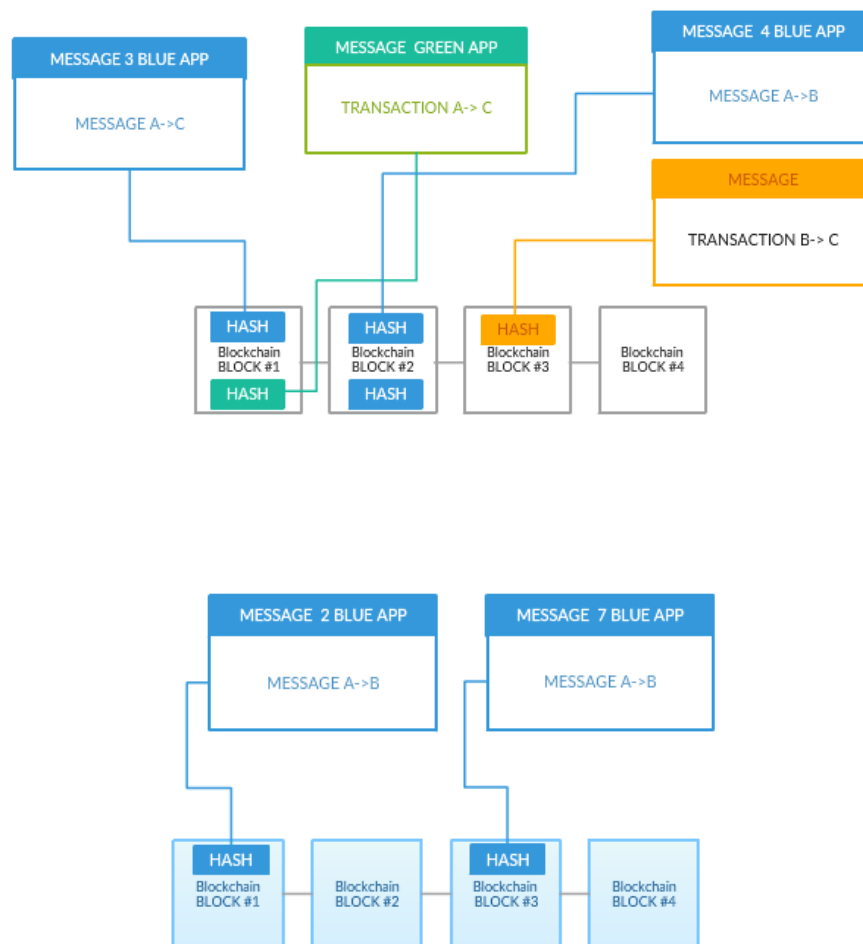 MESSAGE 3 BLUE APP
MESSAGE A->C
MESSAGE GREEN APP
TRANSACTION A-> C
MESSAGE 4 BLUE APP
MESSAGE A->B
MESSAGE
TRANSACTION B-> C
HASH
Blockchain
BLOCK #1
HASH
HASH
Blockchain
BLOCK #2
HASH
HASH
Blockchain
BLOCK #3
Blockchain
BLOCK #4
MESSAGE 2 BLUE APP
MESSAGE A->B
MESSAGE 7 BLUE APP
MESSAGE A->B
HASH
Blockchain
BLOCK #1
Blockchain
BLOCK #2
HASH
Blockchain
BLOCK #3
Blockchain
BLOCK #4